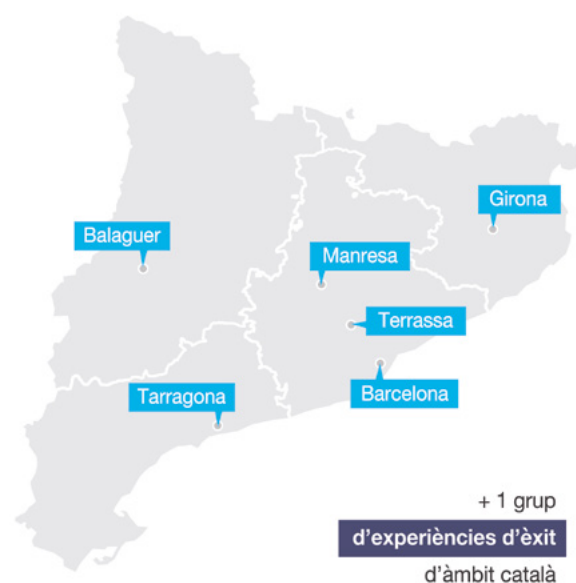 Girona
Balaguer
Manresa
Terrassa
Tarragona
Barcelona
+ 1 grup
d'experiències d'èxit
d'àmbit català